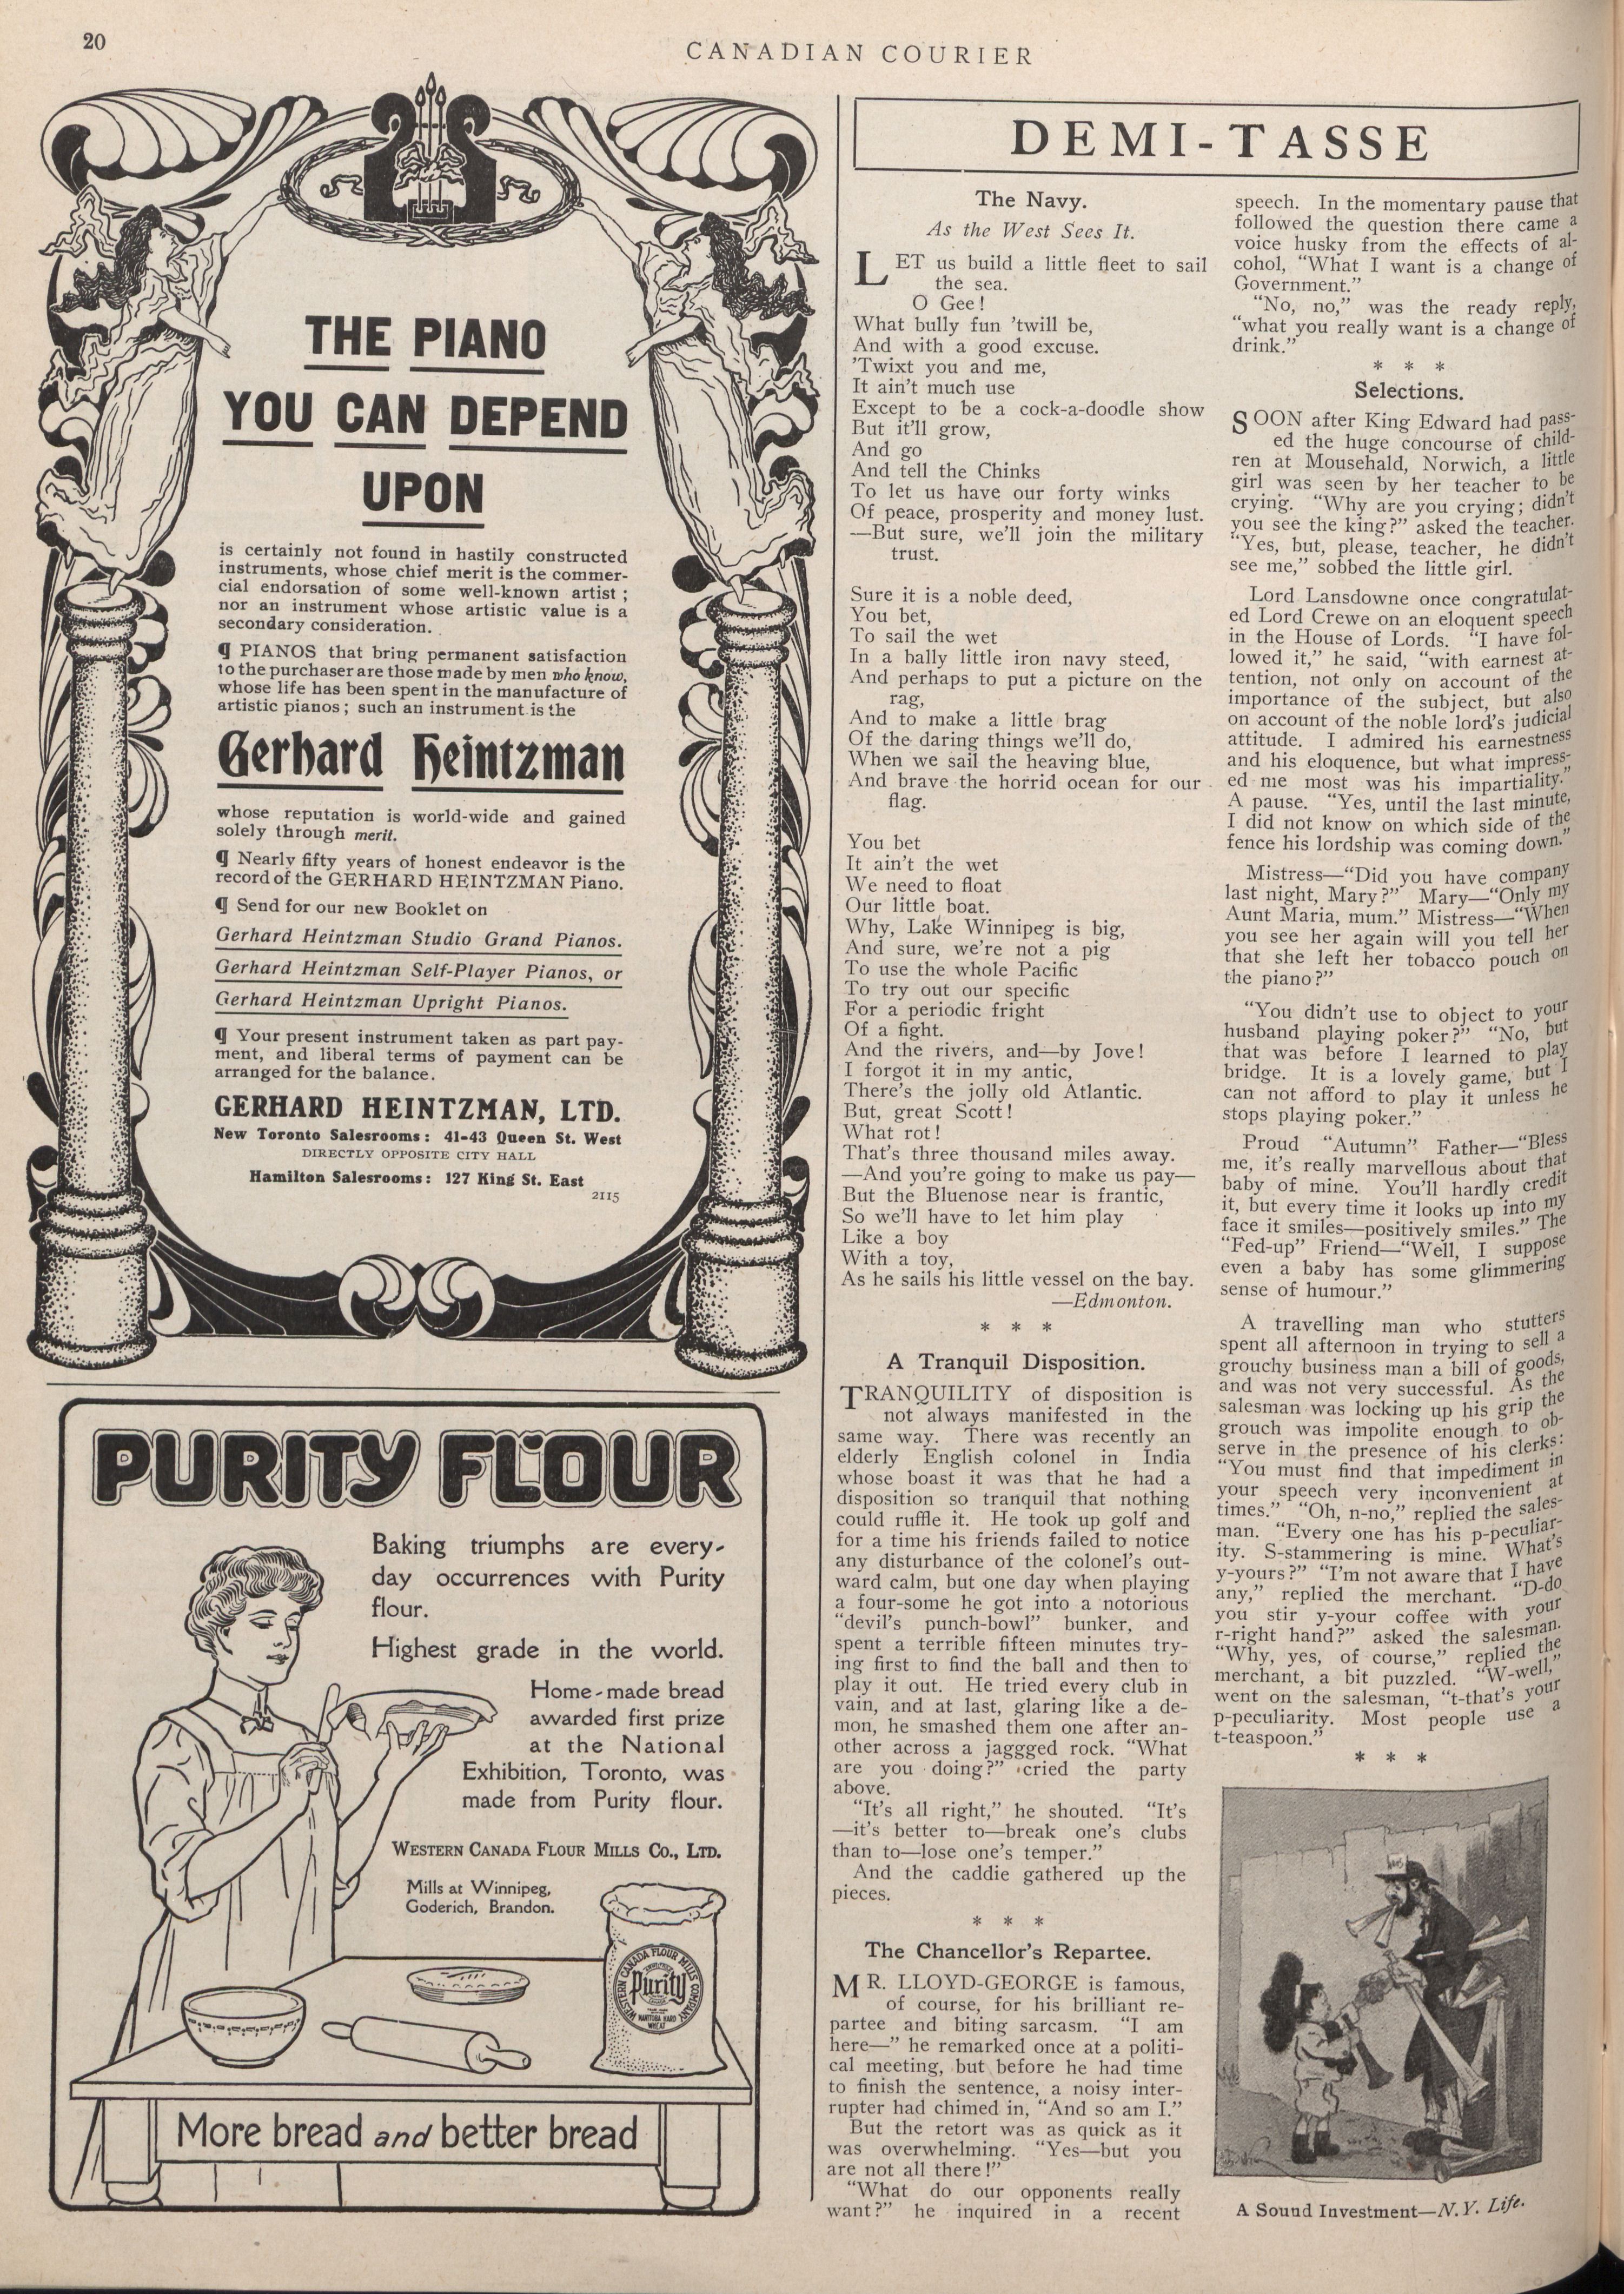 20
CANADIAN COURIER
THE PIANO
YOU CAN DEPEND
UPON
is certainly not found in hastily constructed
instruments, whose chief merit is the commer-
cial endorsation of some well-known artist ;
nor an instrument whose artistic value is a
secondary consideration.
¶ PIANOS that bring permanent satisfaction
to the purchaser are those made by men who know,
whose life has been spent in the manufacture of
artistic pianos ; such an instrument is the
Gerhard Heintzman
whose reputation is world-wide and gained
solely through merit.
¶ Nearly fifty years of honest endeavor is the
record of the GERHARD HEINTZMAN Piano.
¶ Send for our new Booklet on
Gerhard Heintzman Studio Grand Pianos.
Gerhard Heintzman Self-Player Pianos, or
Gerhard Heintzman Upright Pianos.
¶ Your present instrument taken as part pay-
ment, and liberal terms of payment can be
arranged for the balance.
GERHARD HEINTZMAN, LTD.
New Toronto Salesrooms: 41-43 Queen St. West
DIRECTLY OPPOSITE CITY HALL
Hamilton Salesrooms: 127 King St. East
2115
PURITY FLOUR
Baking triumphs are every-
day occurrences with Purity
flour.
Highest grade in the world.
Home-made bread
awarded first prize
at the National
Exhibition, Toronto, was
made from Purity flour.
WESTERN CANADA FLOUR MILLS CO., LTD.
Mills at Winnipeg,
Goderich, Brandon.
WESTERN CANADA FLOUR MILLS COMPANY
Purity
MANITOBA HARD
WHEAT
More bread and better bread
DEMI-TASSE
The Navy.
As the West Sees It.
LET us build a little fleet to sail
the sea.
O Gee!
What bully fun 'twill be,
And with a good excuse.
'Twixt you and me,
It ain't much use
Except to be a cock-a-doodle show
But it'll grow,
And go
And tell the Chinks
To let us have our forty winks
Of peace, prosperity and money lust.
—But sure, we'll join the military
trust.
Sure it is a noble deed,
You bet,
To sail the wet
In a bally little iron navy steed,
And perhaps to put a picture on the
rag,
And to make a little brag
Of the daring things we'll do,
When we sail the heaving blue,
And brave the horrid ocean for our
flag.
You bet
It ain't the wet
We need to float
Our little boat.
Why, Lake Winnipeg is big,
And sure, we're not a pig
To use the whole Pacific
To try out our specific
For a periodic fright
Of a fight.
And the rivers, and—by Jove!
I forgot it in my antic,
There's the jolly old Atlantic.
But, great Scott!
What rot!
That's three thousand miles away.
—And you're going to make us pay—
But the Bluenose near is frantic,
So we'll have to let him play
Like a boy
With a toy,
As he sails his little vessel on the bay.
—Edmonton.
* * *
A Tranquil Disposition.
TRANQUILITY of disposition is
not always manifested in the
same way. There was recently an
elderly English colonel in India
whose boast it was that he had a
disposition so tranquil that nothing
could ruffle it. He took up golf and
for a time his friends failed to notice
any disturbance of the colonel's out-
ward calm, but one day when playing
a four-some he got into a notorious
"devil's punch-bowl" bunker, and
spent a terrible fifteen minutes try-
ing first to find the ball and then to
play it out. He tried every club in
vain, and at last, glaring like a de-
mon, he smashed them one after an-
other across a jaggged rock. "What
are you doing?" cried the party
above.
"It's all right," he shouted. "It's
—it's better to—break one's clubs
than to—lose one's temper."
And the caddie gathered up the
pieces.
* * *
The Chancellor's Repartee.
MR. LLOYD-GEORGE is famous,
of course, for his brilliant re-
partee and biting sarcasm. "I am
here—" he remarked once at a politi-
cal meeting, but before he had time
to finish the sentence, a noisy inter-
rupter had chimed in, "And so am I."
But the retort was as quick as it
was overwhelming. "Yes—but you
are not all there!"
"What do our opponents really
want?" he inquired in a recent
speech. In the momentary pause that
followed the question there came a
voice husky from the effects of al-
cohol, "What I want is a change of
Government."
"No, no," was the ready reply,
"what you really want is a change of
drink."
* * *
Selections.
SOON after King Edward had pass-
ed the huge concourse of child-
ren at Mousehald, Norwich, a little
girl was seen by her teacher to be
crying. "Why are you crying; didn't
you see the king?" asked the teacher.
"Yes, but, please, teacher, he didn't
see me," sobbed the little girl.
Lord Lansdowne once congratulat-
ed Lord Crewe on an eloquent speech
in the House of Lords. "I have fol-
lowed it," he said, "with earnest at-
tention, not only on account of the
importance of the subject, but also
on account of the noble lord's judicial
attitude. I admired his earnestness
and his eloquence, but what impress-
ed me most was his impartiality."
A pause. "Yes, until the last minute,
I did not know on which side of the
fence his lordship was coming down."
Mistress—"Did you have company
last night, Mary?" Mary—"Only my
Aunt Maria, mum." Mistress—"When
you see her again will you tell her
that she left her tobacco pouch on
the piano?"
"You didn't use to object to your
husband playing poker?" "No, but
that was before I learned to play
bridge. It is a lovely game, but I
can not afford to play it unless he
stops playing poker."
Proud "Autumn" Father—"Bless
me, it's really marvellous about that
baby of mine. You'll hardly credit
it, but every time it looks up into my
face it smiles—positively smiles." The
"Fed-up" Friend—"Well, I suppose
even a baby has some glimmering
sense of humour."
A travelling man who stutters
spent all afternoon in trying to sell a
grouchy business man a bill of goods,
and was not very successful. As the
salesman was locking up his grip the
grouch was impolite enough to ob-
serve in the presence of his clerks:
"You must find that impediment in
your speech very inconvenient at
times." "Oh, n-no," replied the sales-
man. "Every one has his p-peculiar-
ity. S-stammering is mine. What's
y-yours?" "I'm not aware that I have
any," replied the merchant. "D-do
you stir y-your coffee with your
r-right hand?" asked the salesman.
"Why, yes, of course," replied the
merchant, a bit puzzled. "W-well,"
went on the salesman, "t-that's your
p-peculiarity. Most people use a
t-teaspoon."
* * *
A Sound Investment—N. Y. Life.